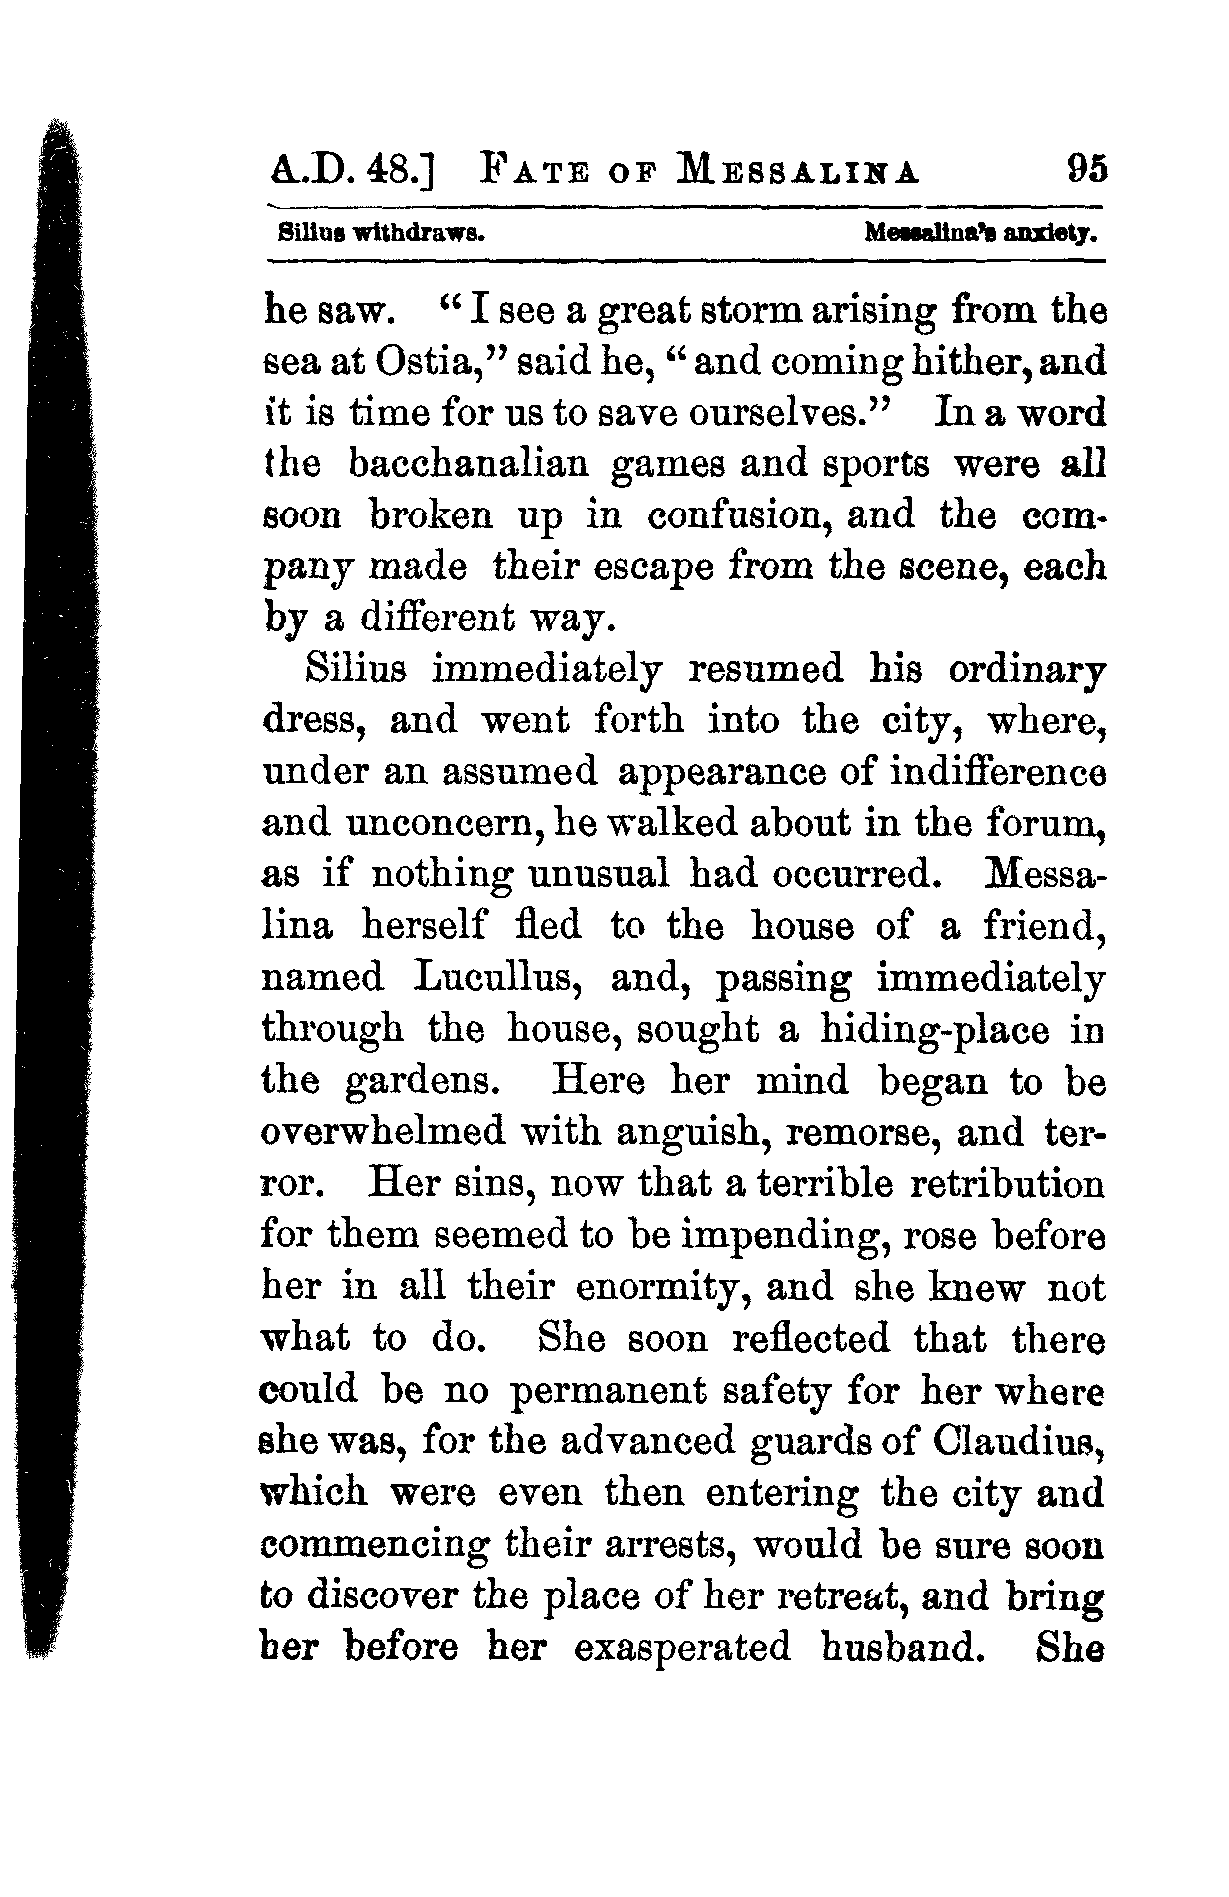 A.D. 48.] FATE OF MESSALINA 95
Silius withdraws. Messalina's anxiety.
he saw. "I see a great storm arising from the
sea at Ostia," said he, "and coming hither, and
it is time for us to save ourselves." In a word
the bacchanalian games and sports were all
soon broken up in confusion, and the com-
pany made their escape from the scene, each
by a different way.
Silius immediately resumed his ordinary
dress, and went forth into the city, where,
under an assumed appearance of indifference
and unconcern, he walked about in the forum,
as if nothing unusual had occurred. Messa-
lina herself fled to the house of a friend,
named Lucullus, and, passing immediately
through the house, sought a hiding-place in
the gardens. Here her mind began to be
overwhelmed with anguish, remorse, and ter-
ror. Her sins, now that a terrible retribution
for them seemed to be impending, rose before
her in all their enormity, and she knew not
what to do. She soon reflected that there
could be no permanent safety for her where
she was, for the advanced guards of Claudius,
which were even then entering the city and
commencing their arrests, would be sure soon
to discover the place of her retreat, and bring
her before her exasperated husband. She